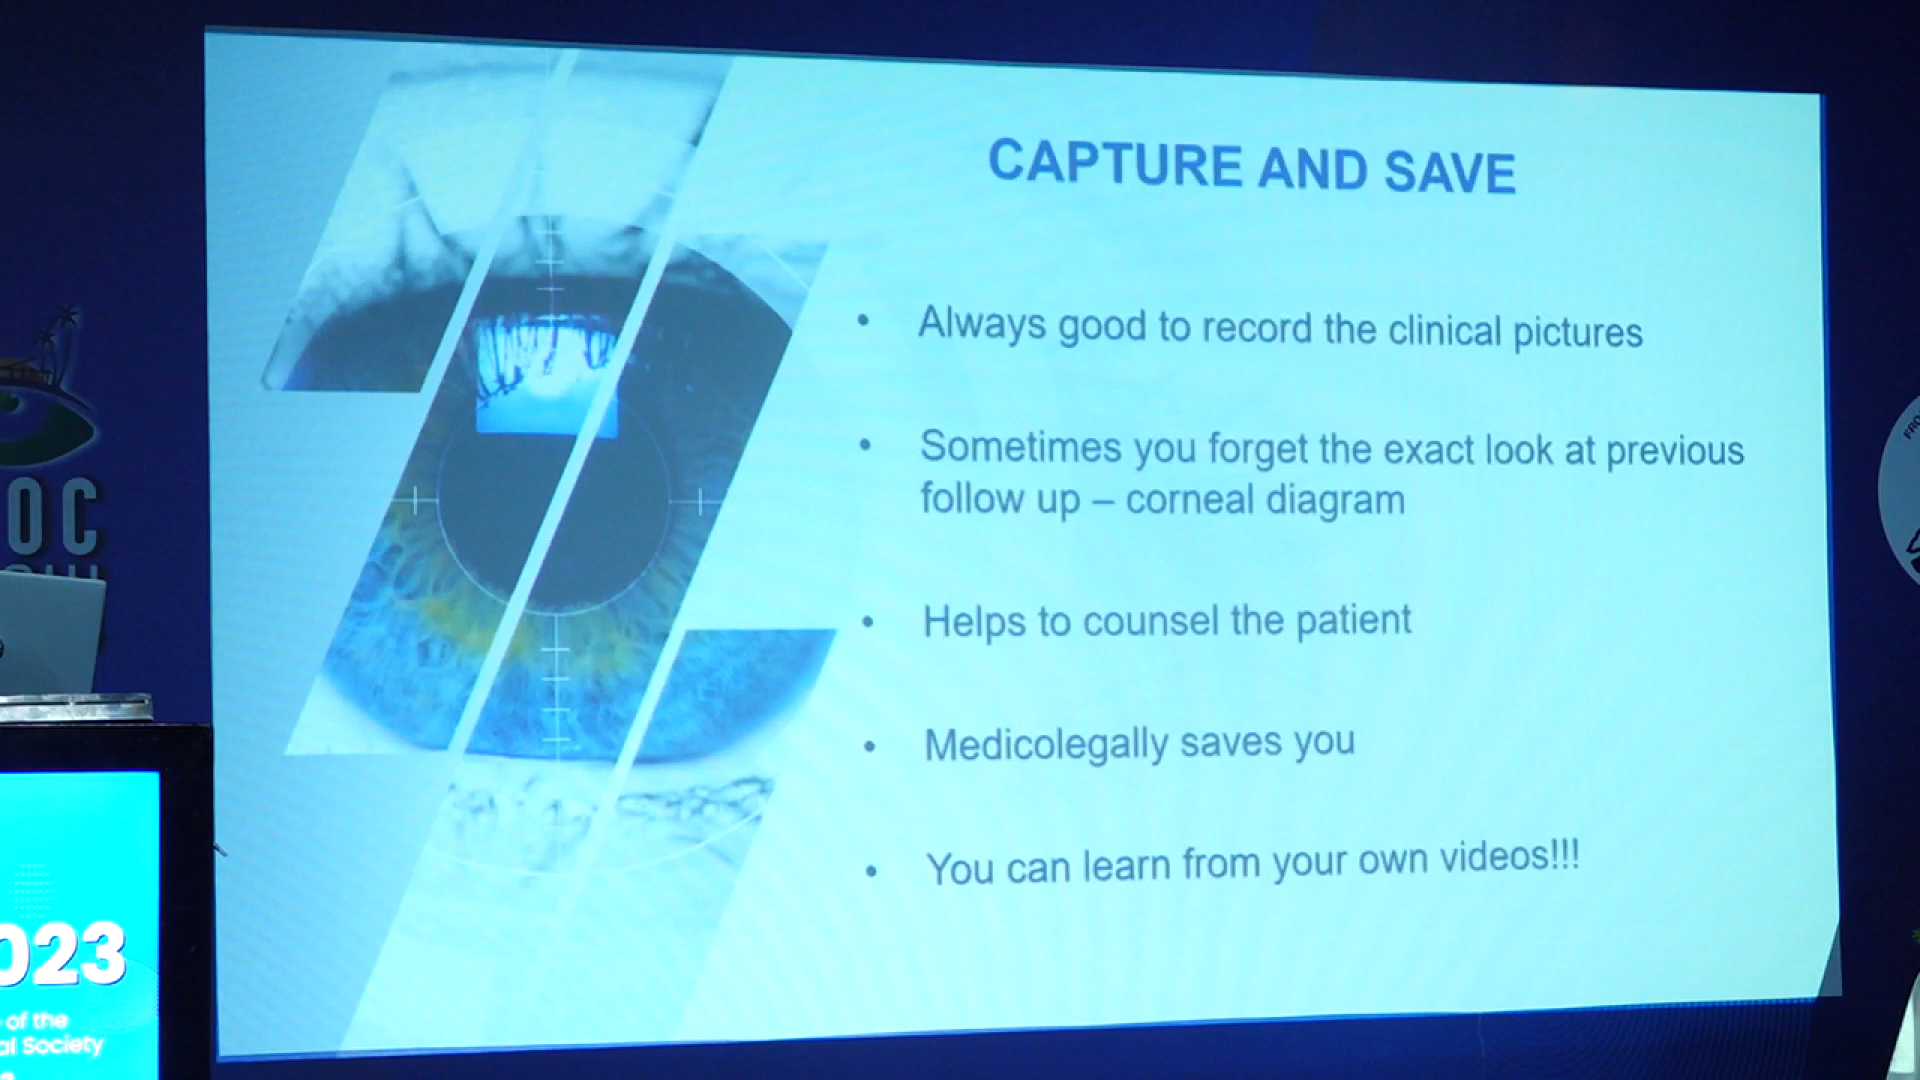 CAPTURE AND SAVE
• Always good to record the clinical pictures
• Sometimes you forget the exact look at previous
follow up – corneal diagram
• Helps to counsel the patient
• Medicolegally saves you
• You can learn from your own videos!!!
OC
023
of the
al Society